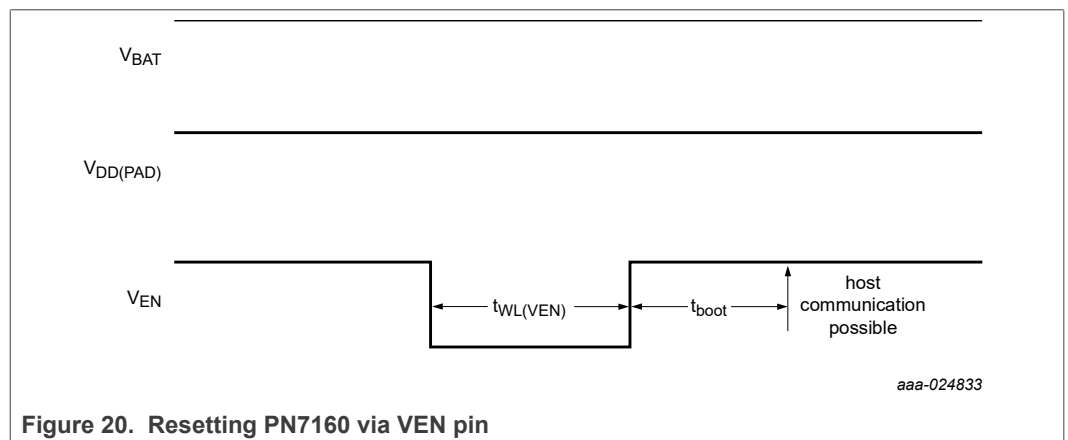 VBAT
VDD(PAD)
VEN
tWL(VEN)
tboot
host
communication
possible
aaa-024833
Figure 20. Resetting PN7160 via VEN pin